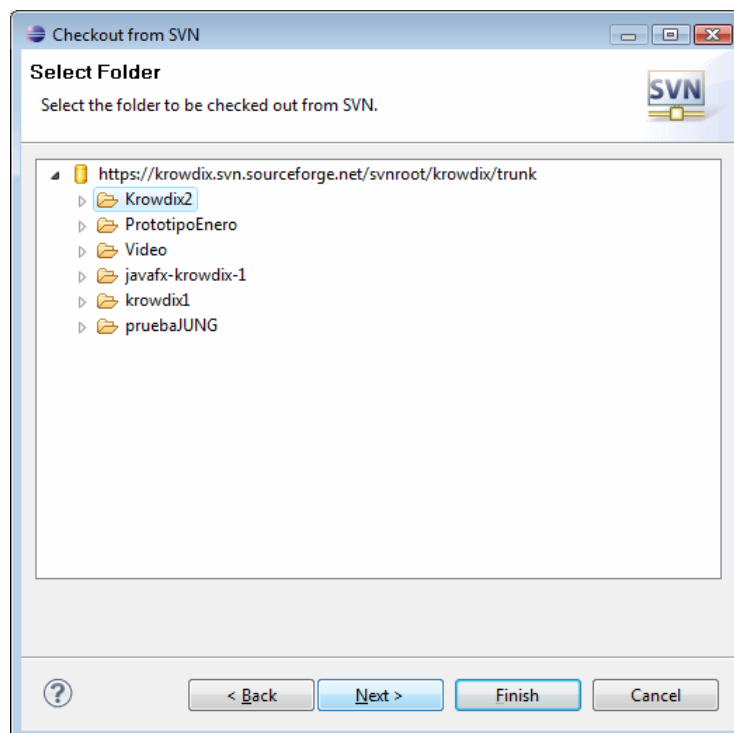 Checkout from SVN
Select Folder
Select the folder to be checked out from SVN.
SVN
https://krowdix.svn.sourceforge.net/svnroot/krowdix/trunk
Krowdix2
PrototipoEnero
Video
javafx-krowdix-1
krowdix1
pruebaJUNG
?
< Back Next > Finish Cancel